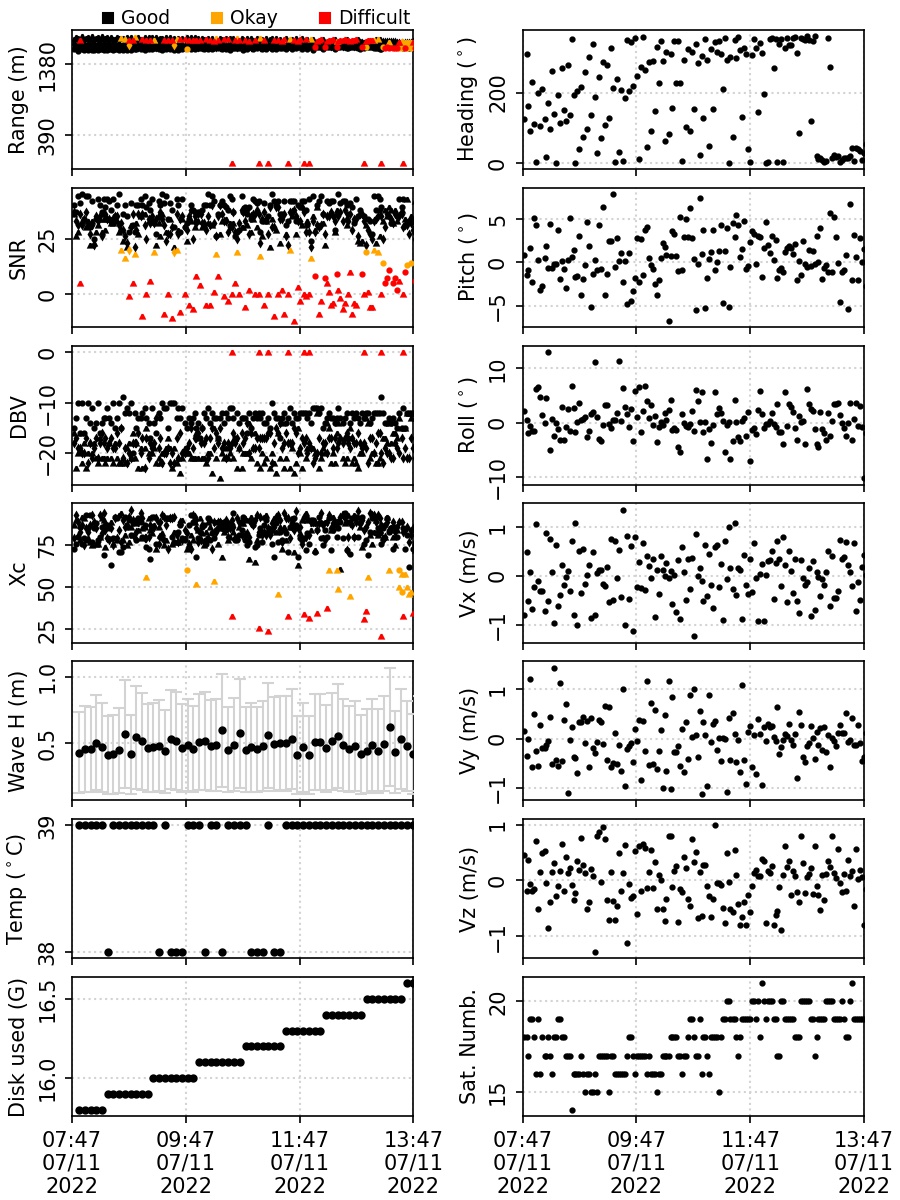 Good Okay Difficult
Range (m)
1380
390
Heading (°)
200
0
SNR
25
0
Pitch (°)
5
0
−5
DBV
0
−10
−20
Roll (°)
10
0
−10
Xc
75
50
25
Vx (m/s)
1
0
−1
Wave H (m)
1.0
0.5
Vy (m/s)
1
0
−1
Temp (°C)
39
38
Vz (m/s)
1
0
−1
Disk used (G)
16.5
16.0
Sat. Numb.
20
15
07:47 09:47 11:47 13:47
07/11 07/11 07/11 07/11
2022 2022 2022 2022
07:47 09:47 11:47 13:47
07/11 07/11 07/11 07/11
2022 2022 2022 2022